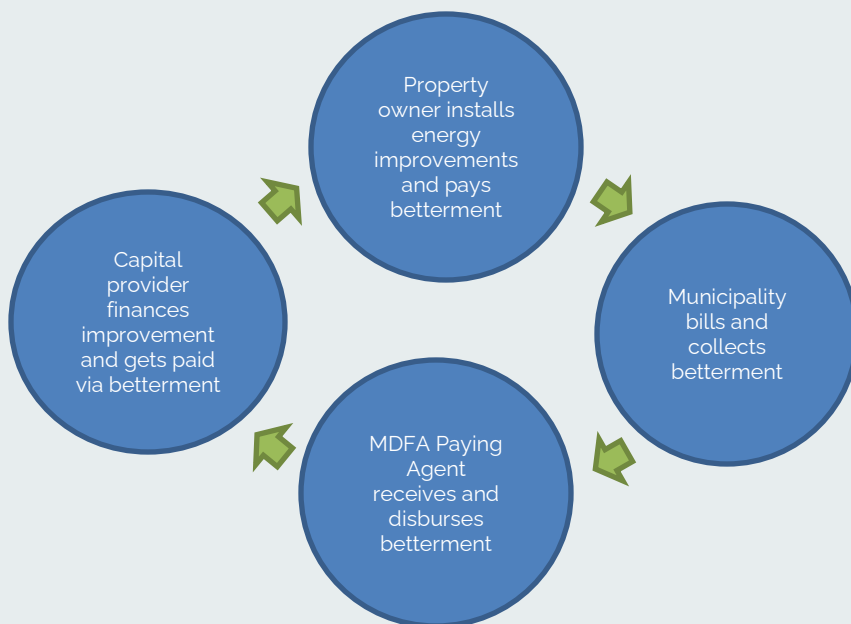 Property
owner installs
energy
improvements
and pays
betterment
Capital
provider
finances
improvement
and gets paid
via betterment
Municipality
bills and
collects
betterment
MDFA Paying
Agent
receives and
disburses
betterment